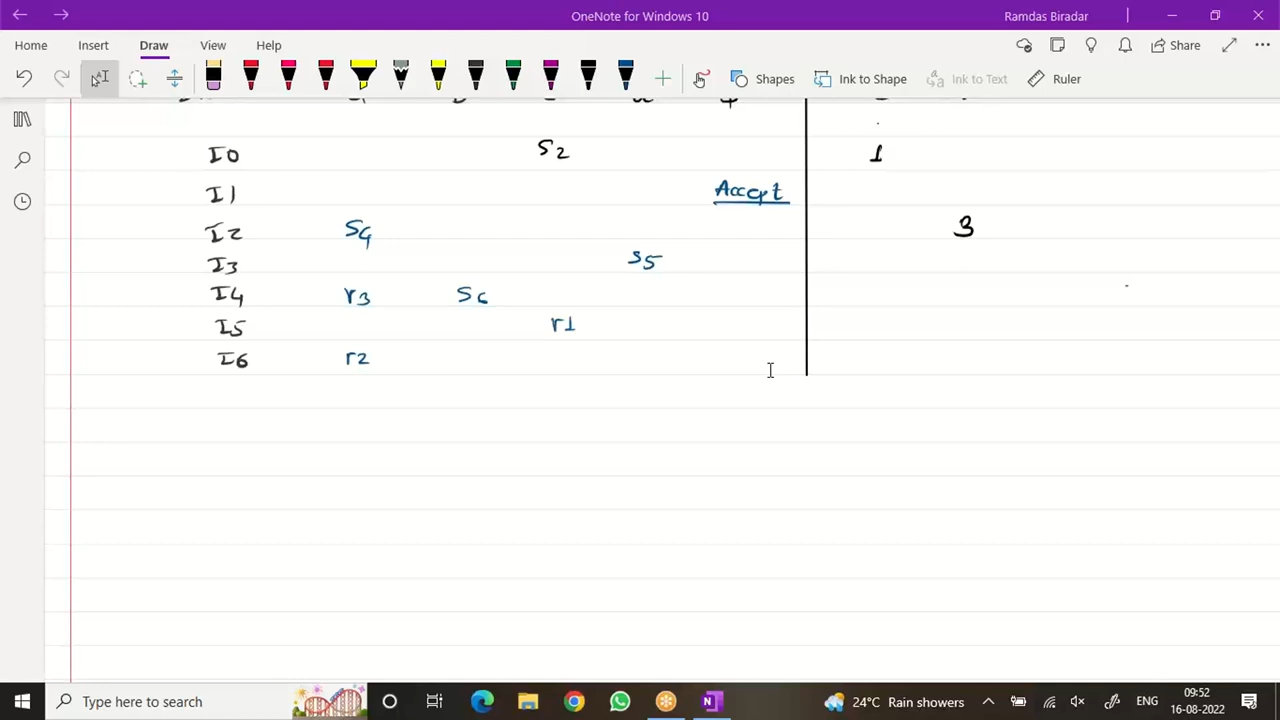 OneNote for Windows 10 Ramdas Biradar
Home Insert Draw View Help Share
Shapes Ink to Shape Ink to Text Ruler
I0 S2 1
I1 Accept
I2 S4 3
I3 S5
I4 r3 S6
I5 r1
I6 r2
Type here to search 24°C Rain showers ENG 09:52
16-08-2022